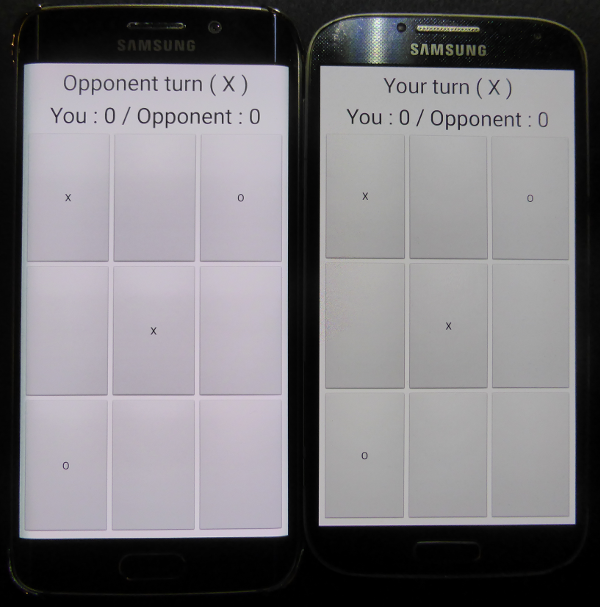 SAMSUNG
Opponent turn ( X )
You : 0 / Opponent : 0
X O
X
O
SAMSUNG
Your turn ( X )
You : 0 / Opponent : 0
X O
X
O